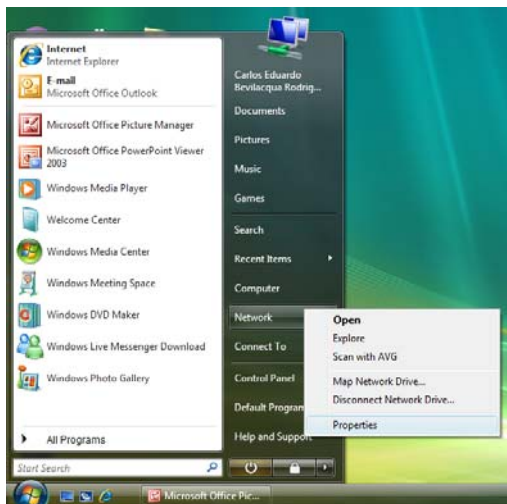 Internet
Internet Explorer
E-mail
Microsoft Office Outlook
Microsoft Office Picture Manager
Microsoft Office PowerPoint Viewer
2003
Windows Media Player
Welcome Center
Windows Media Center
Windows Meeting Space
Windows DVD Maker
Windows Live Messenger Download
Windows Photo Gallery
All Programs
Start Search
Carlos Eduardo
Bevilacqua Rodrig...
Documents
Pictures
Music
Games
Search
Recent Items
Computer
Network
Connect To
Control Panel
Default Program
Help and Support
Open
Explore
Scan with AVG
Map Network Drive...
Disconnect Network Drive...
Properties
Microsoft Office Pic...